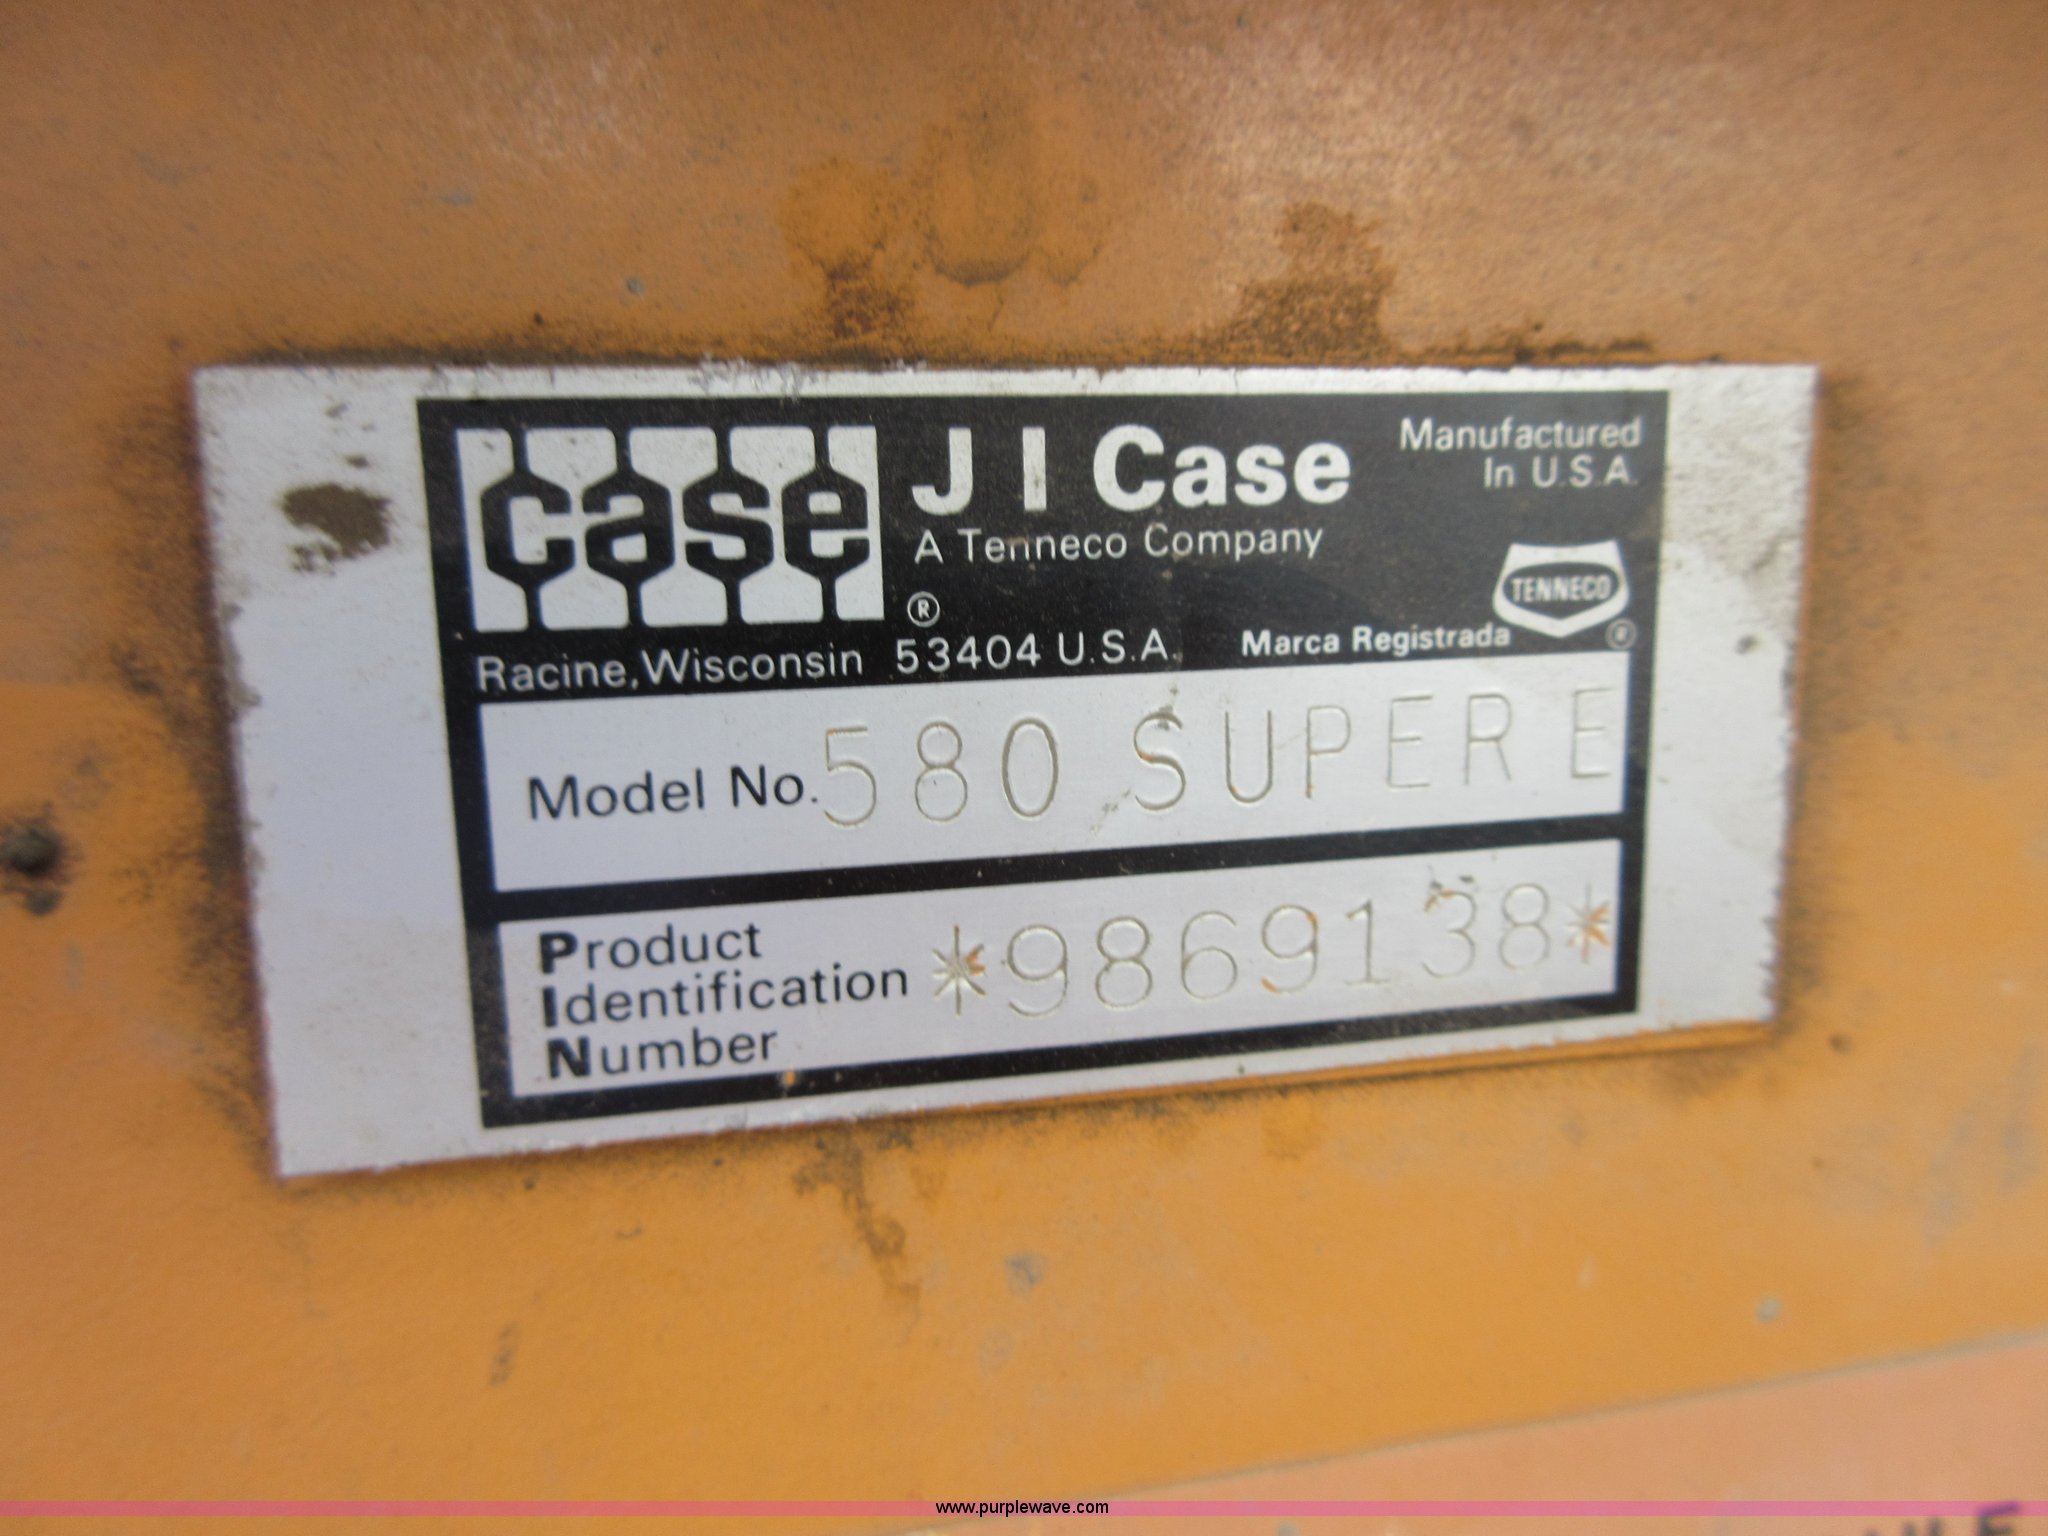 case
J I Case
Manufactured
In U.S.A.
A Tenneco Company
TENNECO
®
Racine, Wisconsin 53404 U.S.A. Marca Registrada ®
Model No. 580 SUPER E
Product
Identification
Number
*9869138*
www.purplewave.com